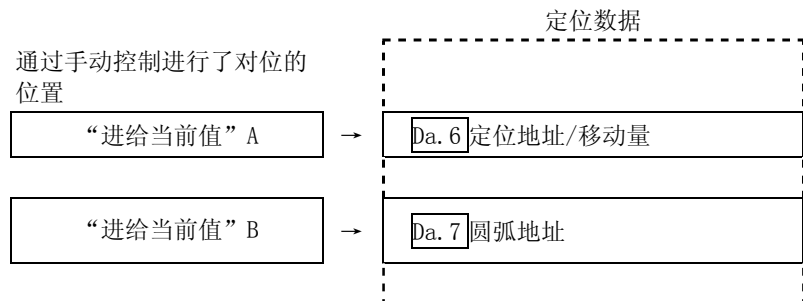 定位数据
通过手动控制进行了对位的
位置
“进给当前值”A → Da.6 定位地址/移动量
“进给当前值”B → Da.7 圆弧地址